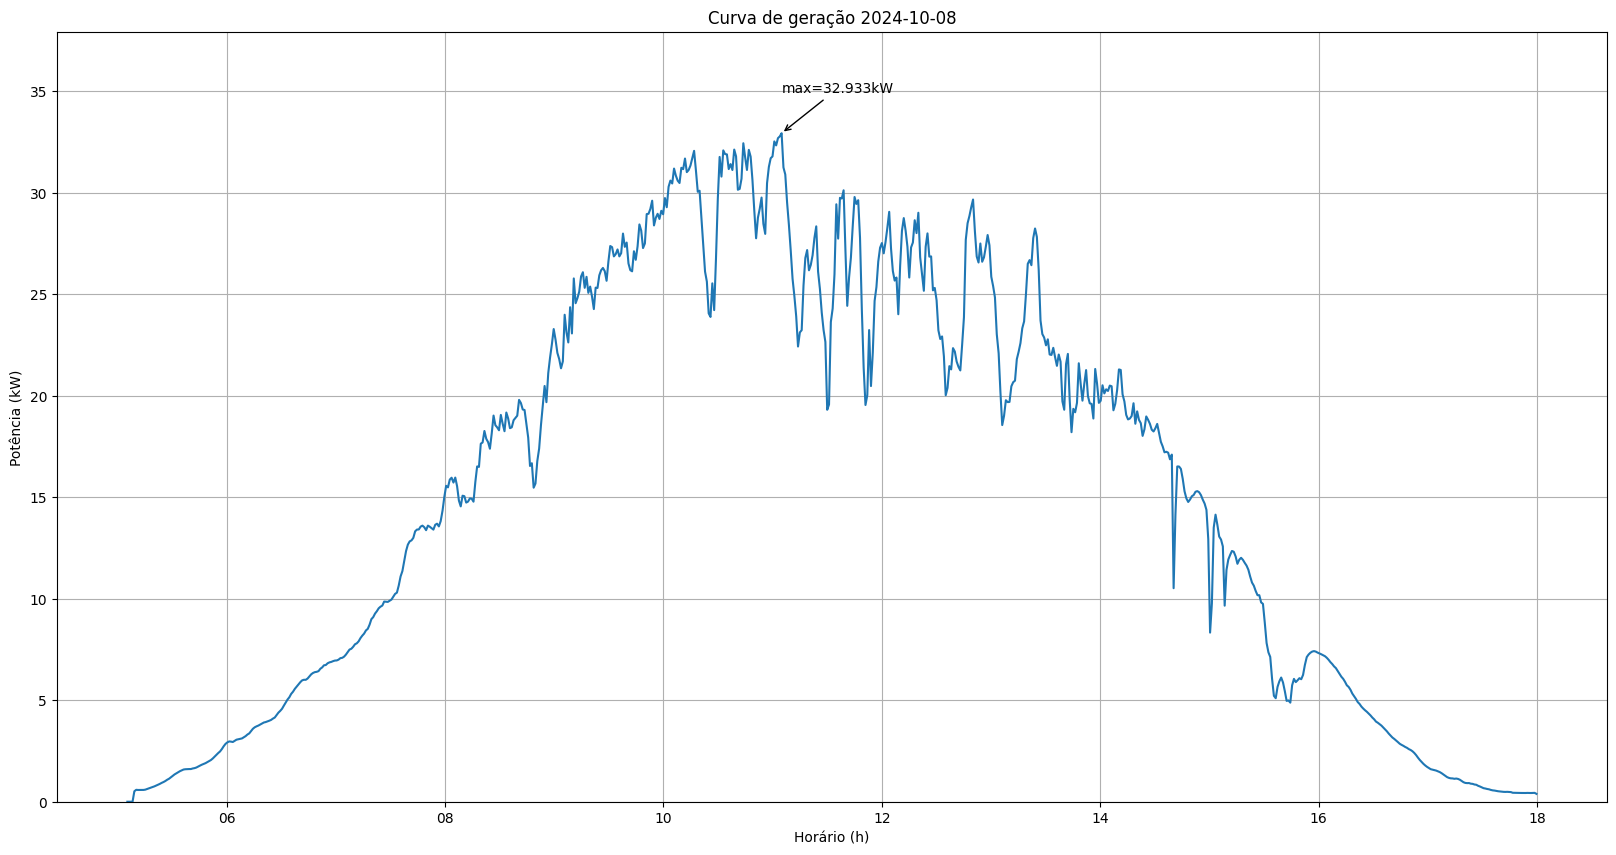 Curva de geração 2024-10-08
max=32.933kW
35
30
25
20
15
10
5
0
Potência (kW)
06 08 10 12 14 16 18
Horário (h)